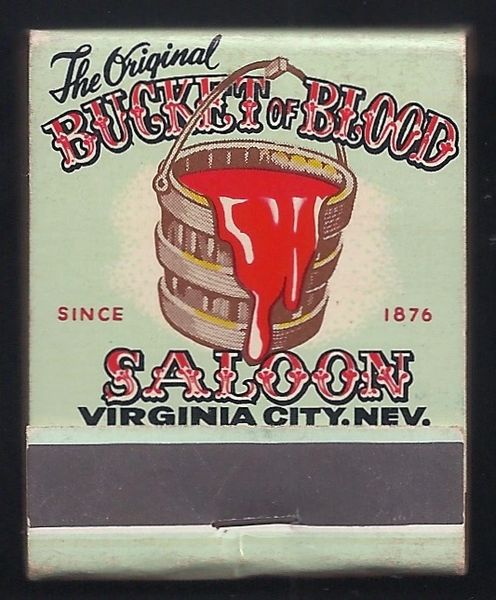 The Original
BUCKET OF BLOOD
SINCE 1876
SALOON
VIRGINIA CITY. NEV.